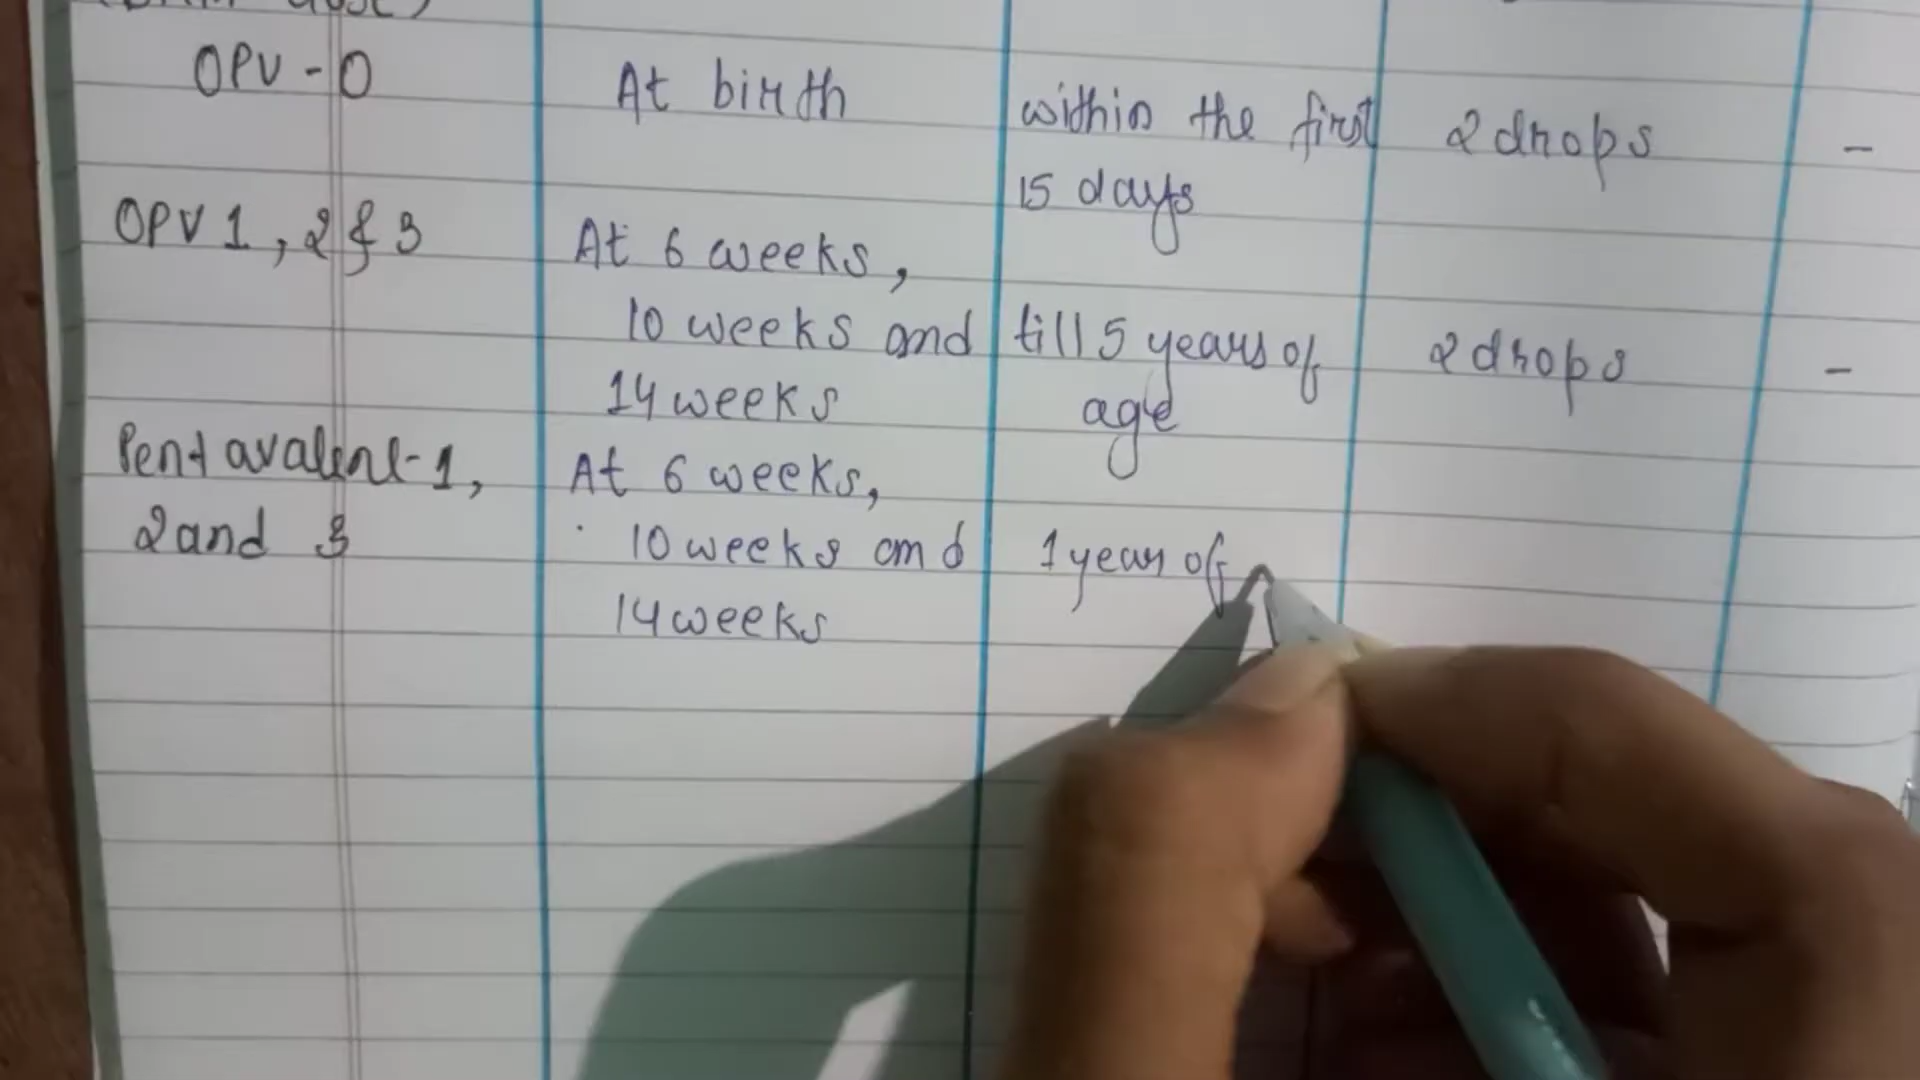 OPV - 0 At birth within the first 2 drops -
15 days
OPV 1, 2 & 3 At 6 weeks,
10 weeks and till 5 years of 2 drops -
14 weeks age
Pentavalent-1, At 6 weeks,
2 and 3 10 weeks and 1 year of
14 weeks